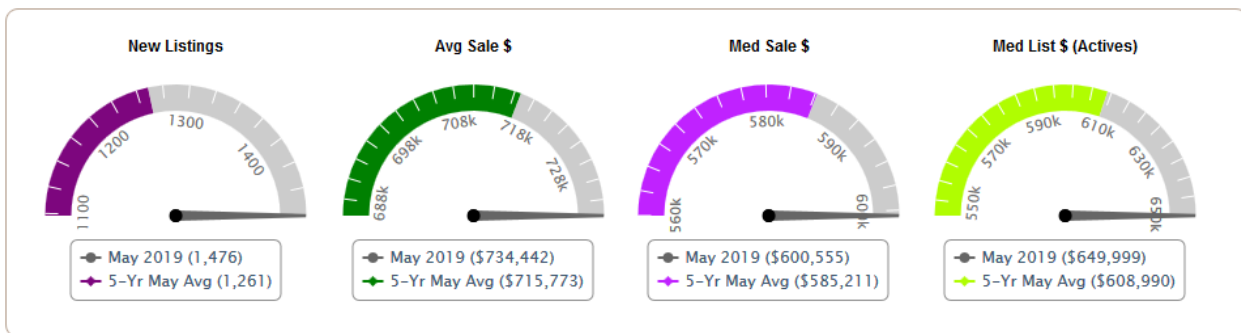 New Listings
1100
1200
1300
1400
May 2019 (1,476)
5-Yr May Avg (1,261)
Avg Sale $
688k
698k
708k
718k
728k
May 2019 ($734,442)
5-Yr May Avg ($715,773)
Med Sale $
560k
570k
580k
590k
600k
May 2019 ($600,555)
5-Yr May Avg ($585,211)
Med List $ (Actives)
550k
570k
590k
610k
630k
650k
May 2019 ($649,999)
5-Yr May Avg ($608,990)